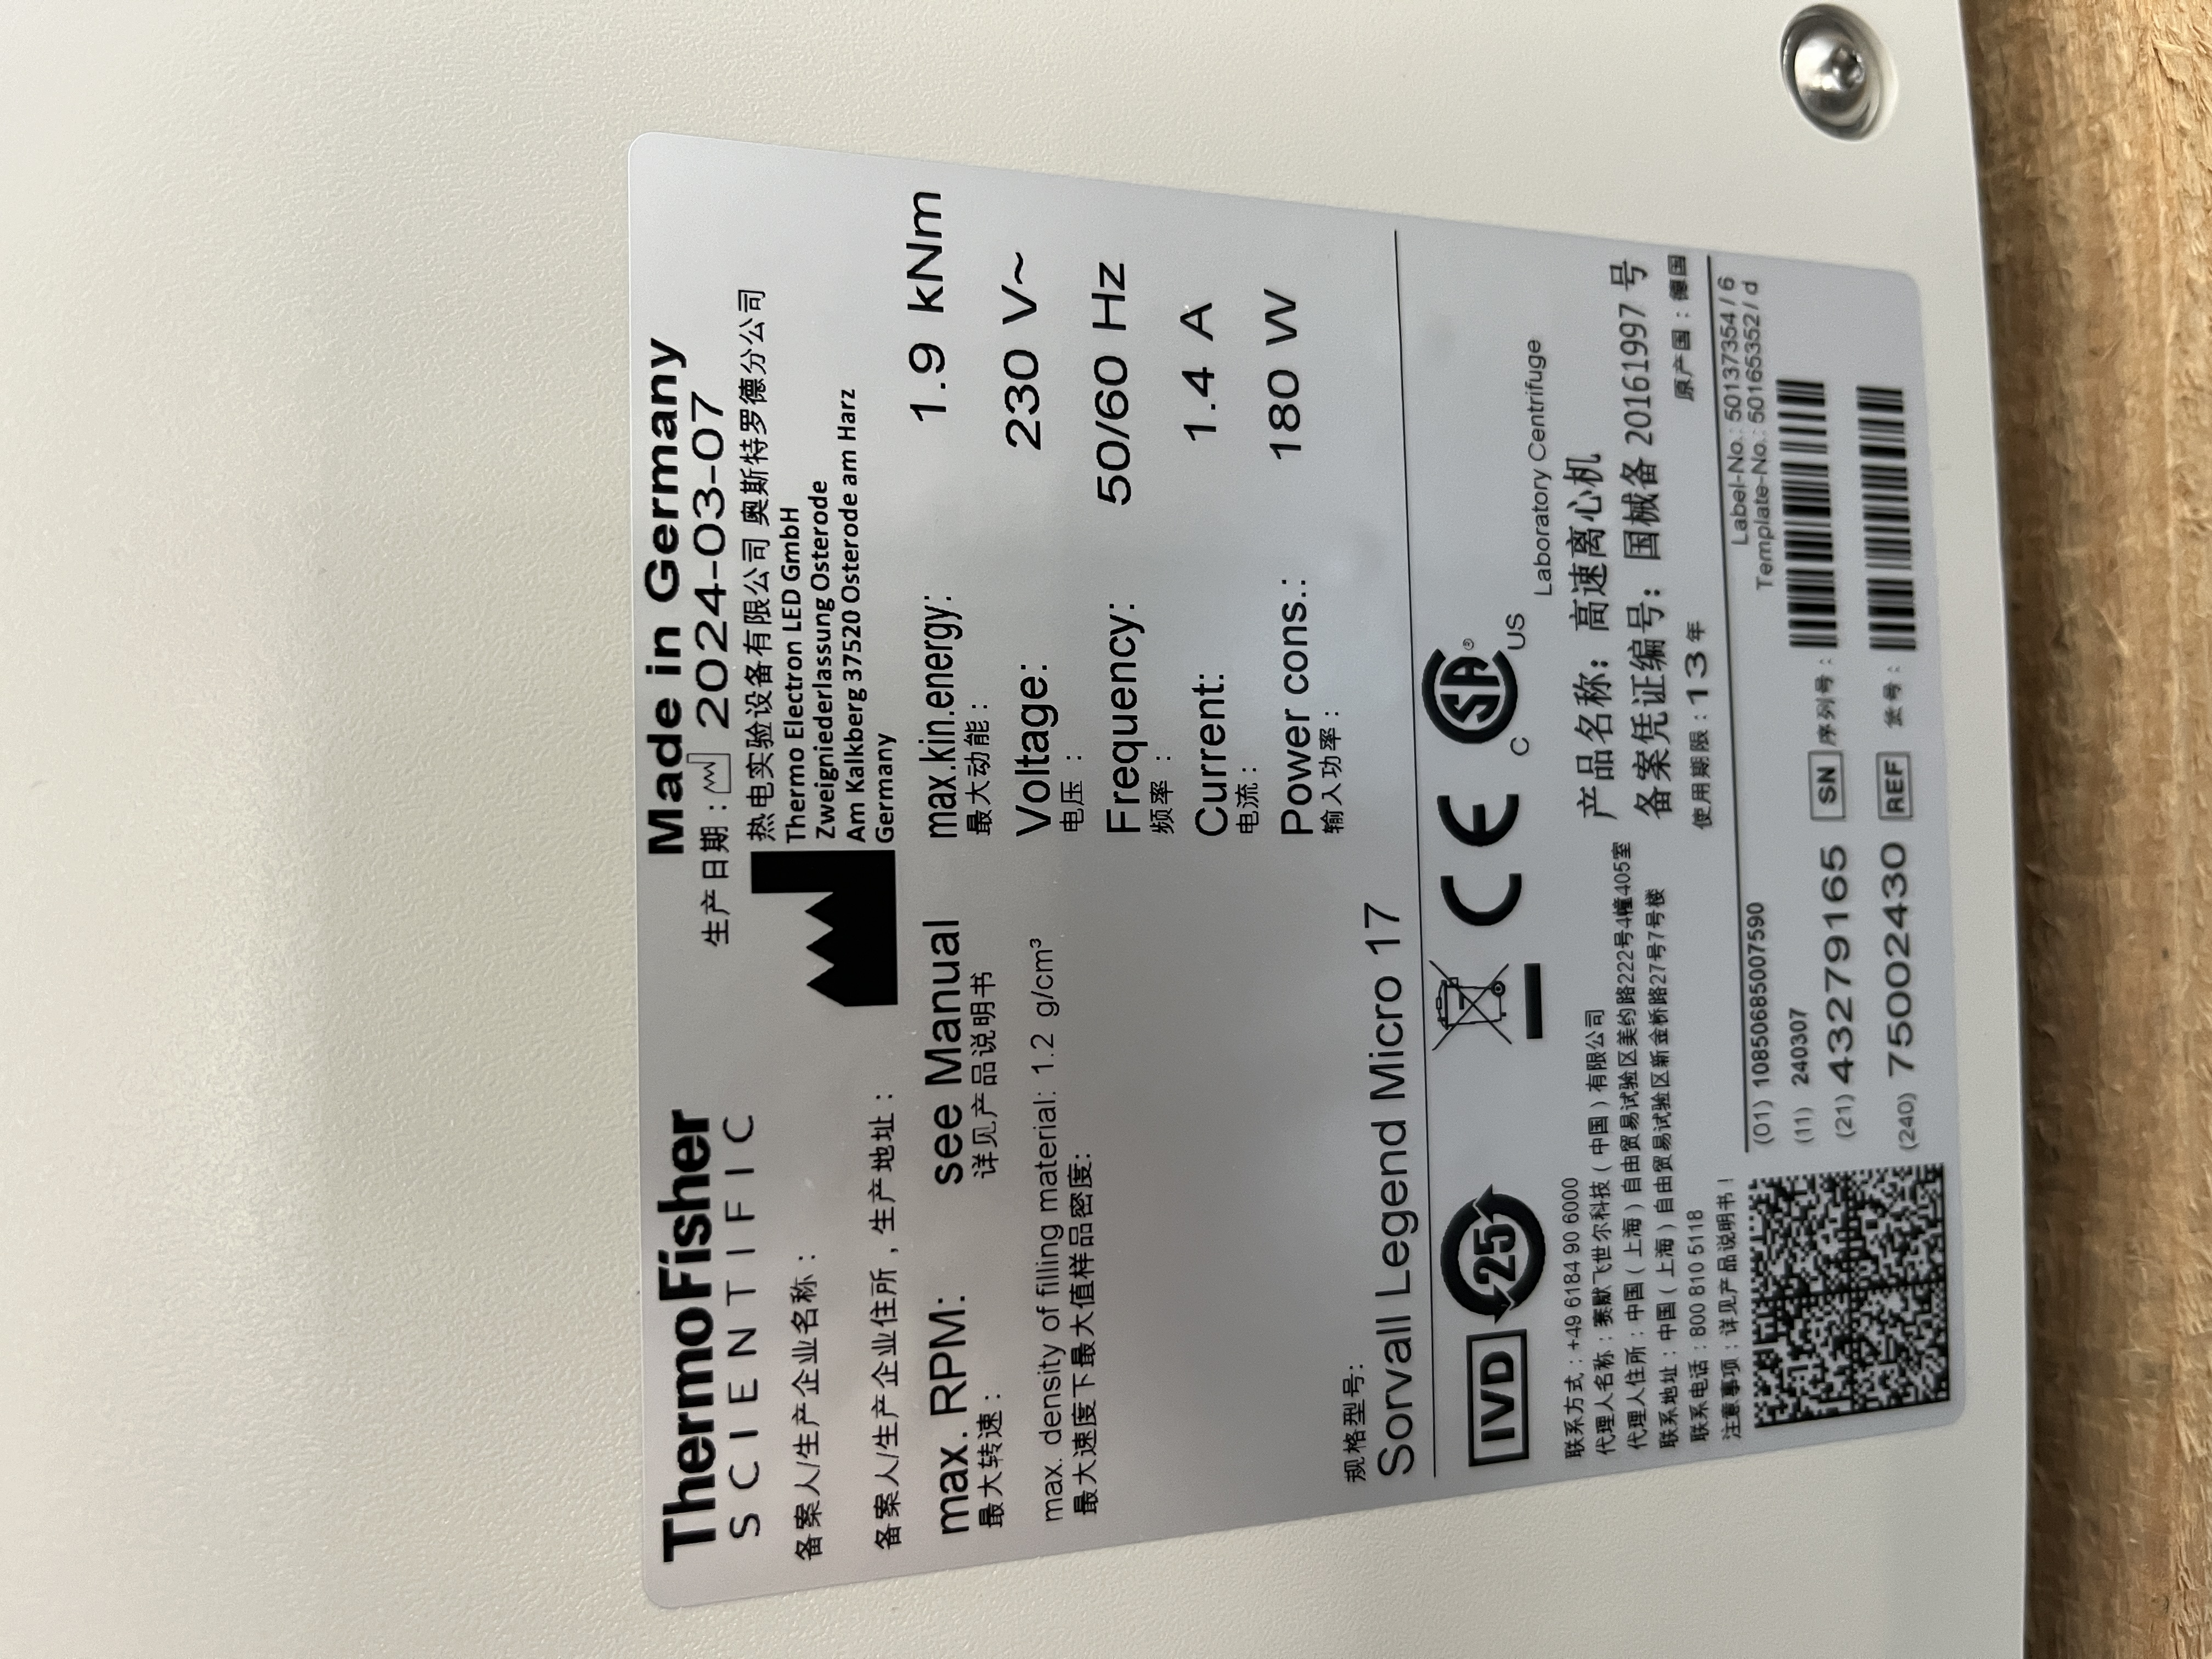 ThermoFisher
SCIENTIFIC
Made in Germany
生产日期: 2024-03-07
备案人/生产企业名称:
热电实验设备有限公司 奥斯特罗德分公司
Thermo Electron LED GmbH
Zweigniederlassung Osterode
备案人/生产企业住所,生产地址:
Am Kalkberg 37520 Osterode am Harz
Germany
max. RPM: see Manual
最大转速: 详见产品说明书
max. density of filling material: 1.2 g/cm³
最大速度下最大值样品密度:
max.kin.energy: 1.9 kNm
最大动能:
Voltage: 230 V~
电压:
Frequency: 50/60 Hz
频率:
Current: 1.4 A
电流:
Power cons.: 180 W
输入功率:
规格型号:
Sorvall Legend Micro 17
IVD
25
CE
C SA ® US
Laboratory Centrifuge
联系方式:+49 6184 90 6000
代理人名称:赛默飞世尔科技(中国)有限公司
代理人住所:中国(上海)自由贸易试验区美约路222号4幢405室
联系地址:中国(上海)自由贸易试验区新金桥路27号7号楼
联系电话:800 810 5118
注意事项:详见产品说明书!
产品名称: 高速离心机
备案凭证编号: 国械备 20161997 号
使用期限:13年
原产国:德国
Label-No.: 50137354 / 6
Template-No.: 50165352 / d
(01) 10850685007590
(11) 240307
(21) 43279165 SN 序列号:
(240) 75002430 REF 货号: